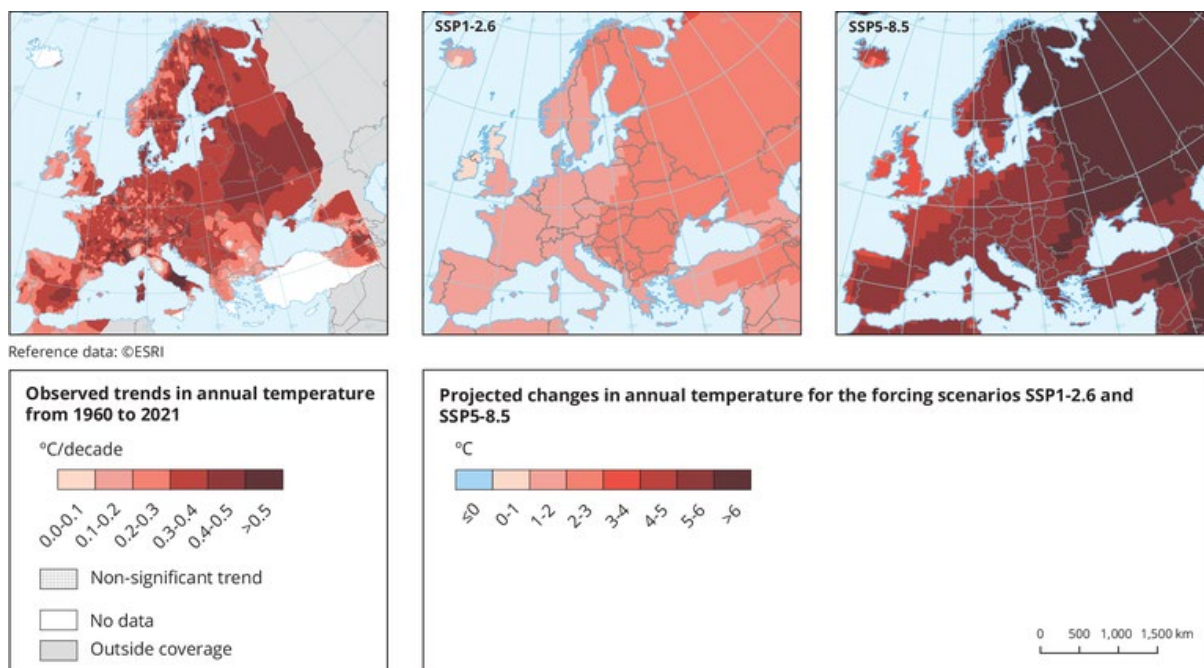 SSP1-2.6
SSP5-8.5
Reference data: ©ESRI
Observed trends in annual temperature
from 1960 to 2021
ºC/decade
0.0-0.1
0.1-0.2
0.2-0.3
0.3-0.4
0.4-0.5
>0.5
Non-significant trend
No data
Outside coverage
Projected changes in annual temperature for the forcing scenarios SSP1-2.6 and
SSP5-8.5
ºC
≤0
0-1
1-2
2-3
3-4
4-5
5-6
>6
0 500 1,000 1,500 km